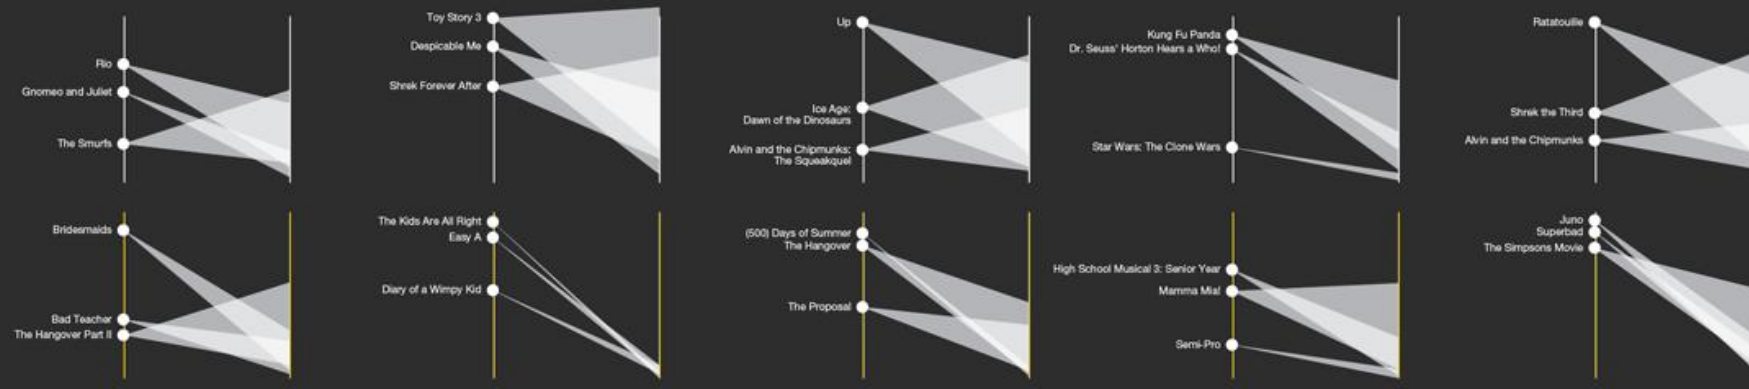 Rio
Gnomeo and Juliet
The Smurfs
Toy Story 3
Despicable Me
Shrek Forever After
Up
Ice Age:
Dawn of the Dinosaurs
Alvin and the Chipmunks:
The Squeakquel
Kung Fu Panda
Dr. Seuss' Horton Hears a Who!
Star Wars: The Clone Wars
Ratatouille
Shrek the Third
Alvin and the Chipmunks
Bridesmaids
Bad Teacher
The Hangover Part II
The Kids Are All Right
Easy A
Diary of a Wimpy Kid
(500) Days of Summer
The Hangover
The Proposal
High School Musical 3: Senior Year
Mamma Mia!
Semi-Pro
Juno
Superbad
The Simpsons Movie